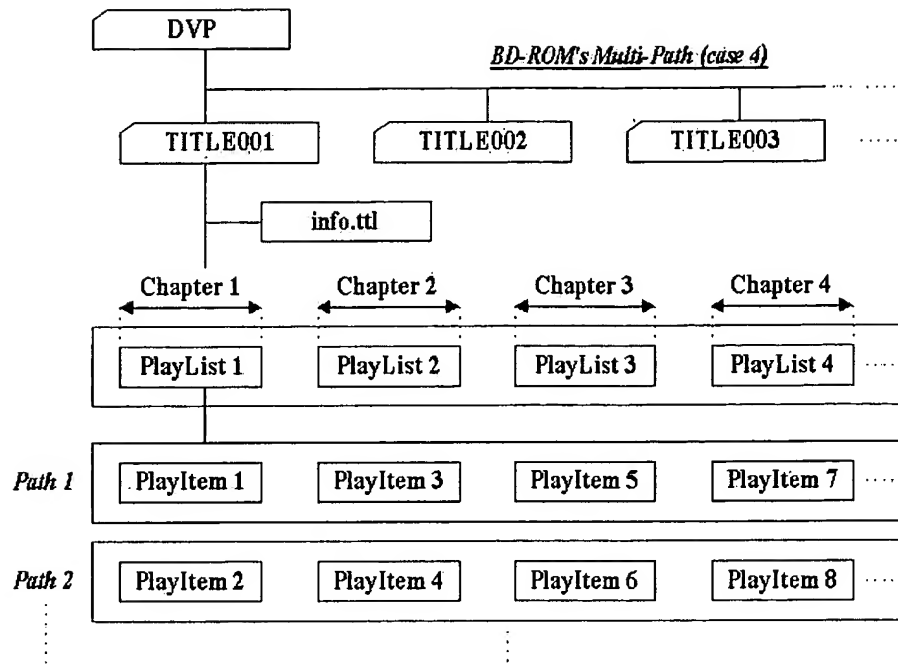 DVP
BD-ROM's Multi-Path (case 4)
TITLE001 TITLE002 TITLE003
info.ttl
Chapter 1 Chapter 2 Chapter 3 Chapter 4
PlayList 1 PlayList 2 PlayList 3 PlayList 4
Path 1 PlayItem 1 PlayItem 3 PlayItem 5 PlayItem 7
Path 2 PlayItem 2 PlayItem 4 PlayItem 6 PlayItem 8